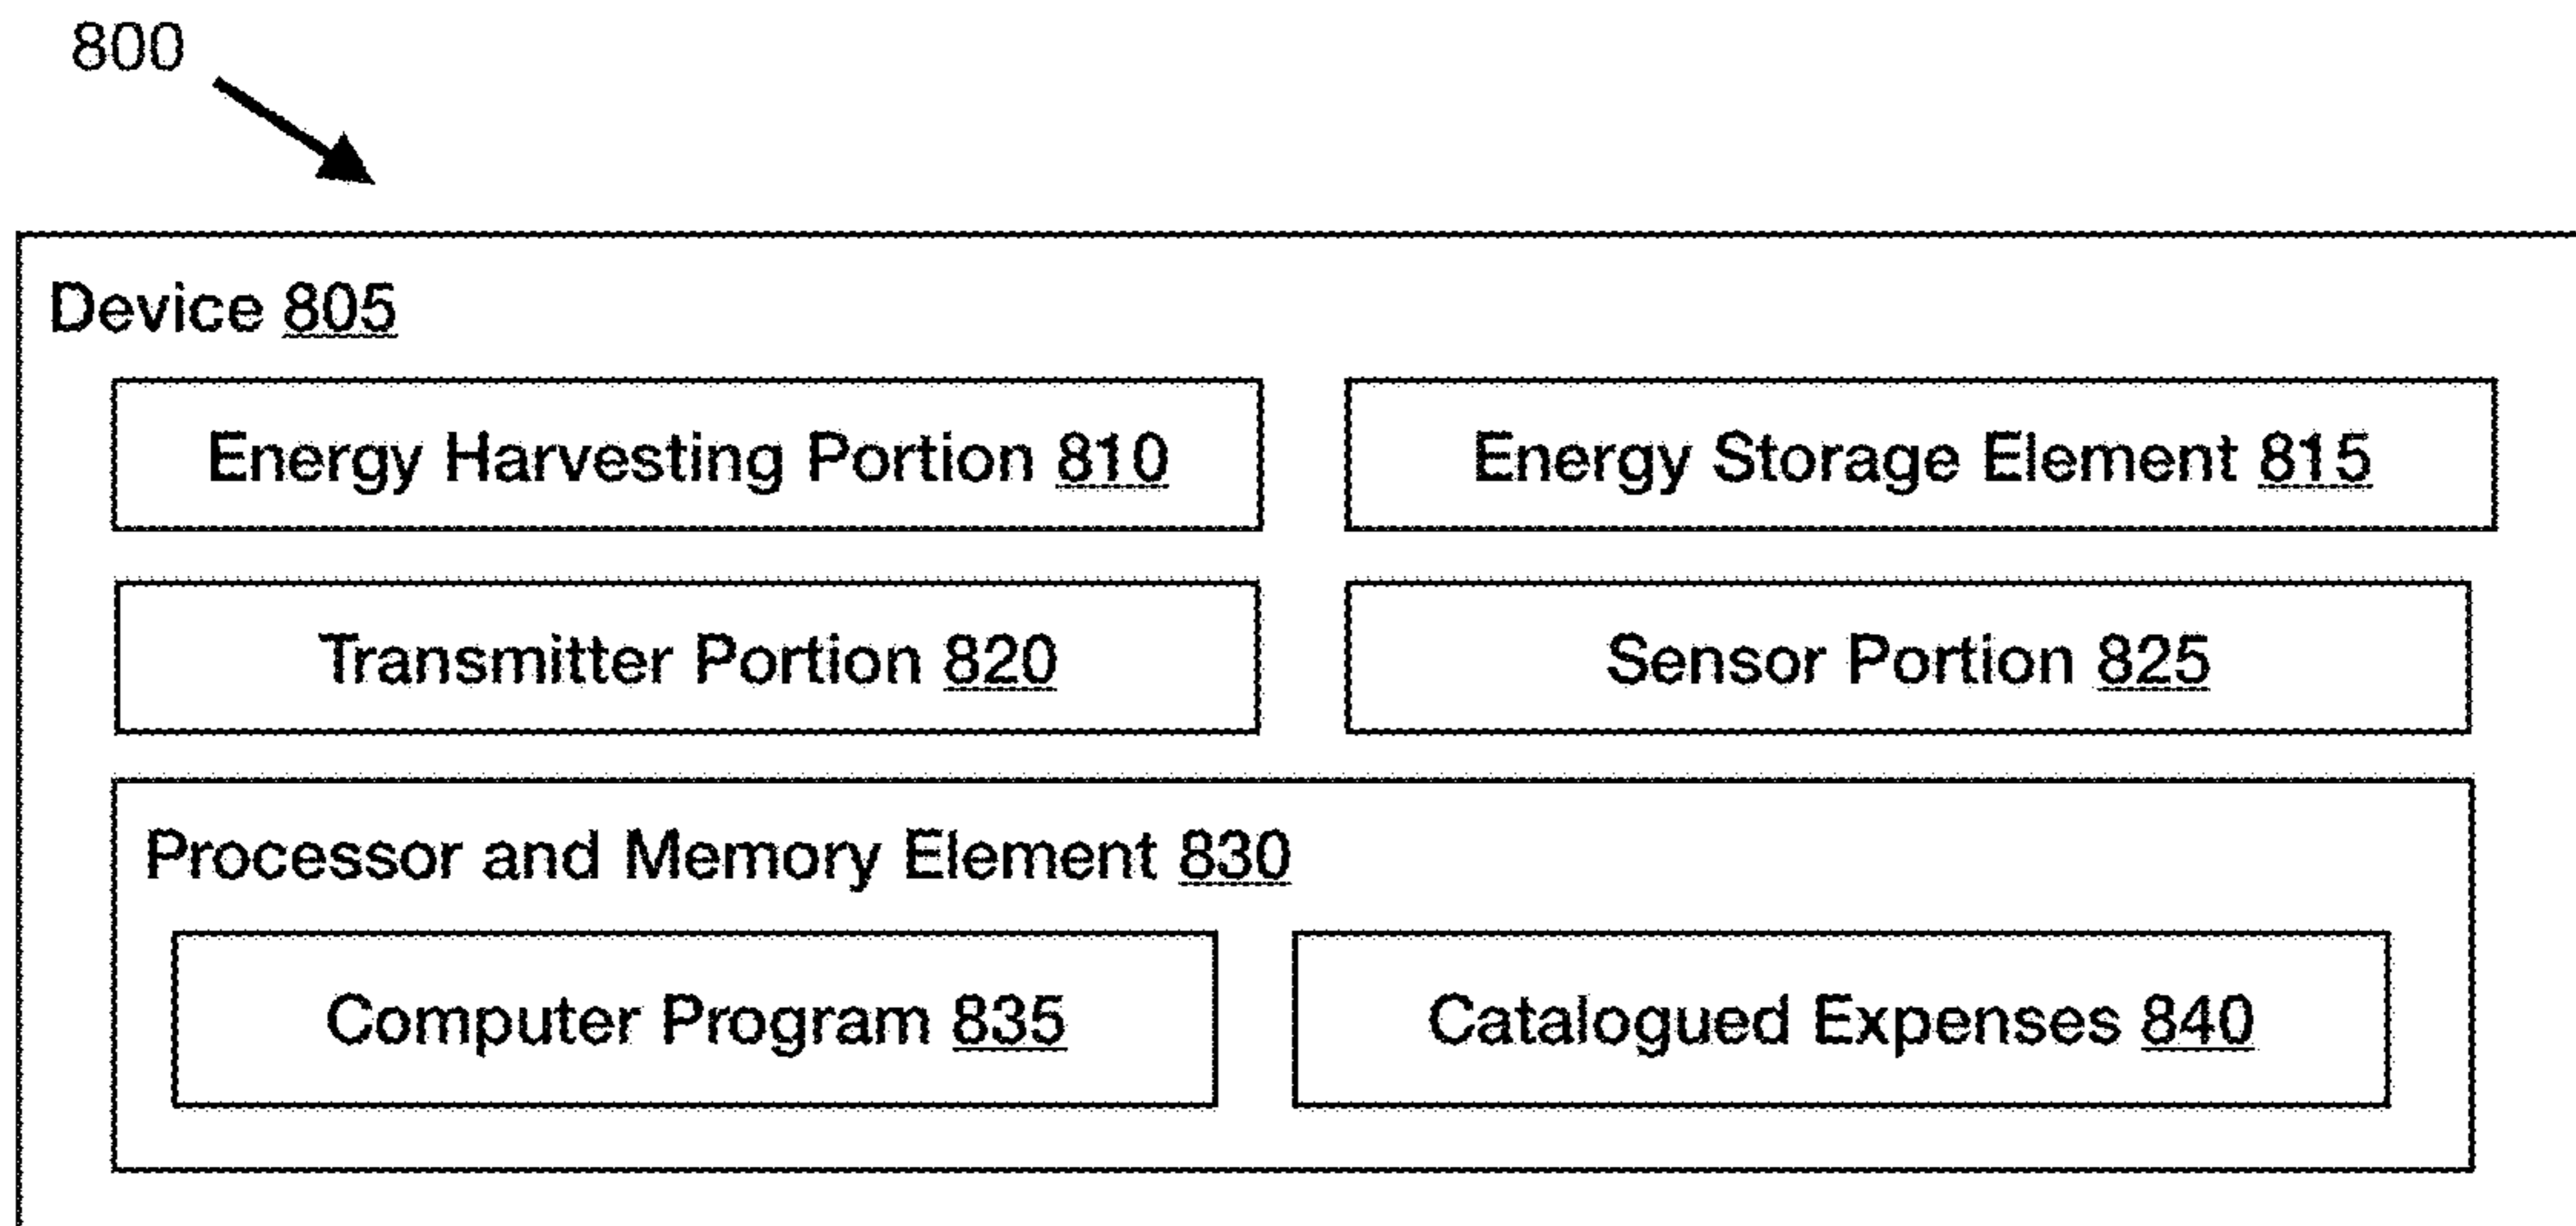 800
Device 805
Energy Harvesting Portion 810
Energy Storage Element 815
Transmitter Portion 820
Sensor Portion 825
Processor and Memory Element 830
Computer Program 835
Catalogued Expenses 840